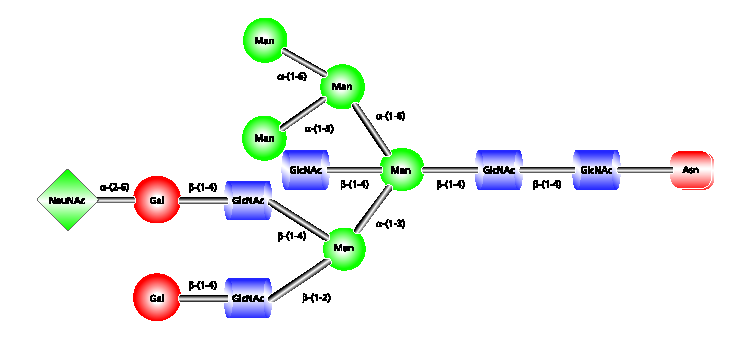 Man
α-(1-6)
Man
α-(1-3)
Man
α-(1-6)
GlcNAc
β-(1-4)
Man
β-(1-4)
GlcNAc
β-(1-4)
GlcNAc
Asn
NeuNAc
α-(2-6)
Gal
β-(1-4)
GlcNAc
β-(1-4)
α-(1-3)
Man
Gal
β-(1-4)
GlcNAc
β-(1-2)